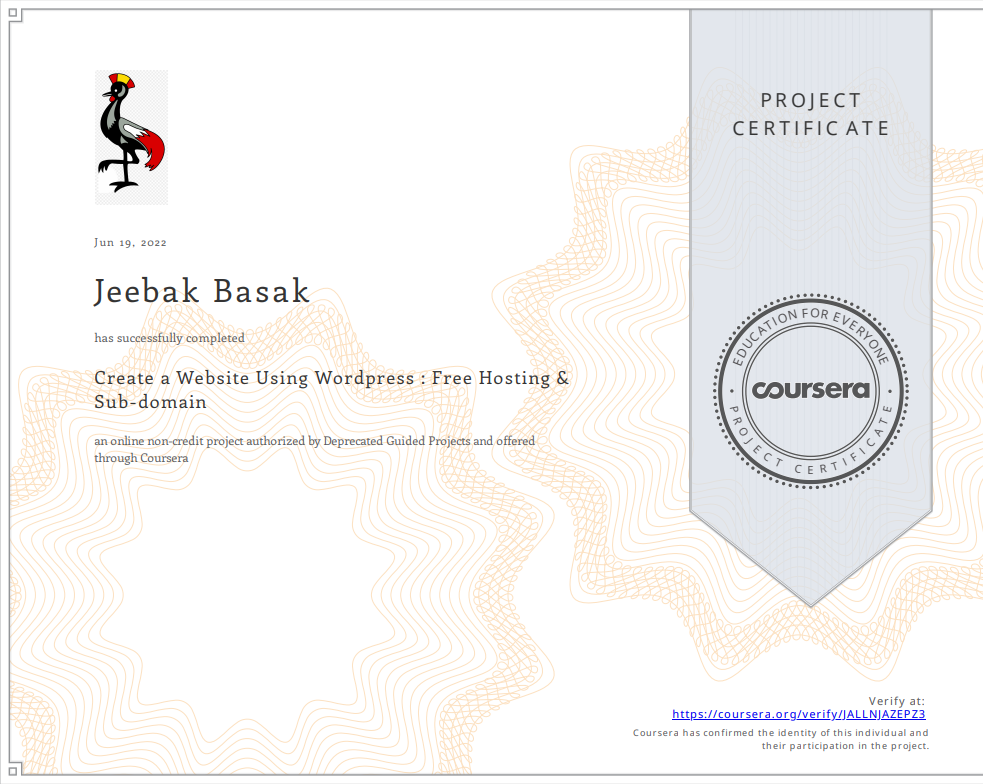 PROJECT
CERTIFICATE
Jun 19, 2022
Jeebak Basak
has successfully completed
Create a Website Using Wordpress : Free Hosting &
Sub-domain
an online non-credit project authorized by Deprecated Guided Projects and offered
through Coursera
EDUCATION FOR EVERYONE
coursera
PROJECT CERTIFICATE
Verify at:
https://coursera.org/verify/JALLNJAZEPZ3
Coursera has confirmed the identity of this individual and
their participation in the project.